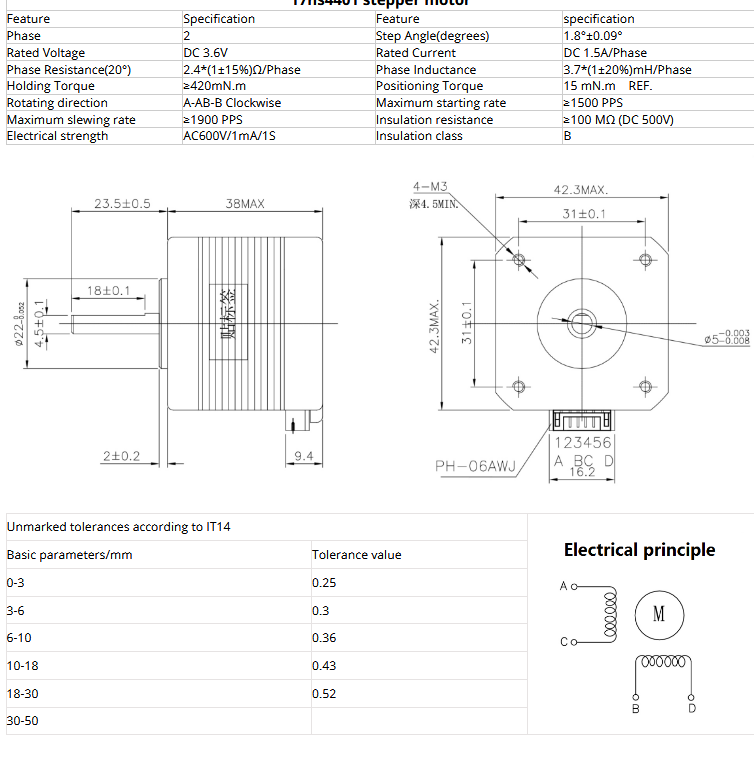 17hs4401 stepper motor
Feature Specification Feature specification
Phase 2 Step Angle(degrees) 1.8°±0.09°
Rated Voltage DC 3.6V Rated Current DC 1.5A/Phase
Phase Resistance(20°) 2.4*(1±15%)Ω/Phase Phase Inductance 3.7*(1±20%)mH/Phase
Holding Torque ≥420mN.m Positioning Torque 15 mN.m REF.
Rotating direction A-AB-B Clockwise Maximum starting rate ≥1500 PPS
Maximum slewing rate ≥1900 PPS Insulation resistance ≥100 MΩ (DC 500V)
Electrical strength AC600V/1mA/1S Insulation class B
23.5±0.5
38MAX
18±0.1
⌀22-0.052 0
4.5±0.1
贴标签
2±0.2
9.4
4-M3
深4.5MIN.
42.3MAX.
31±0.1
42.3MAX.
31±0.1
⌀5-0.003
-0.008
PH-06AWJ
123456
A BC D
16.2
Unmarked tolerances according to IT14
Basic parameters/mm Tolerance value
0-3 0.25
3-6 0.3
6-10 0.36
10-18 0.43
18-30 0.52
30-50
Electrical principle
A
M
C
B D